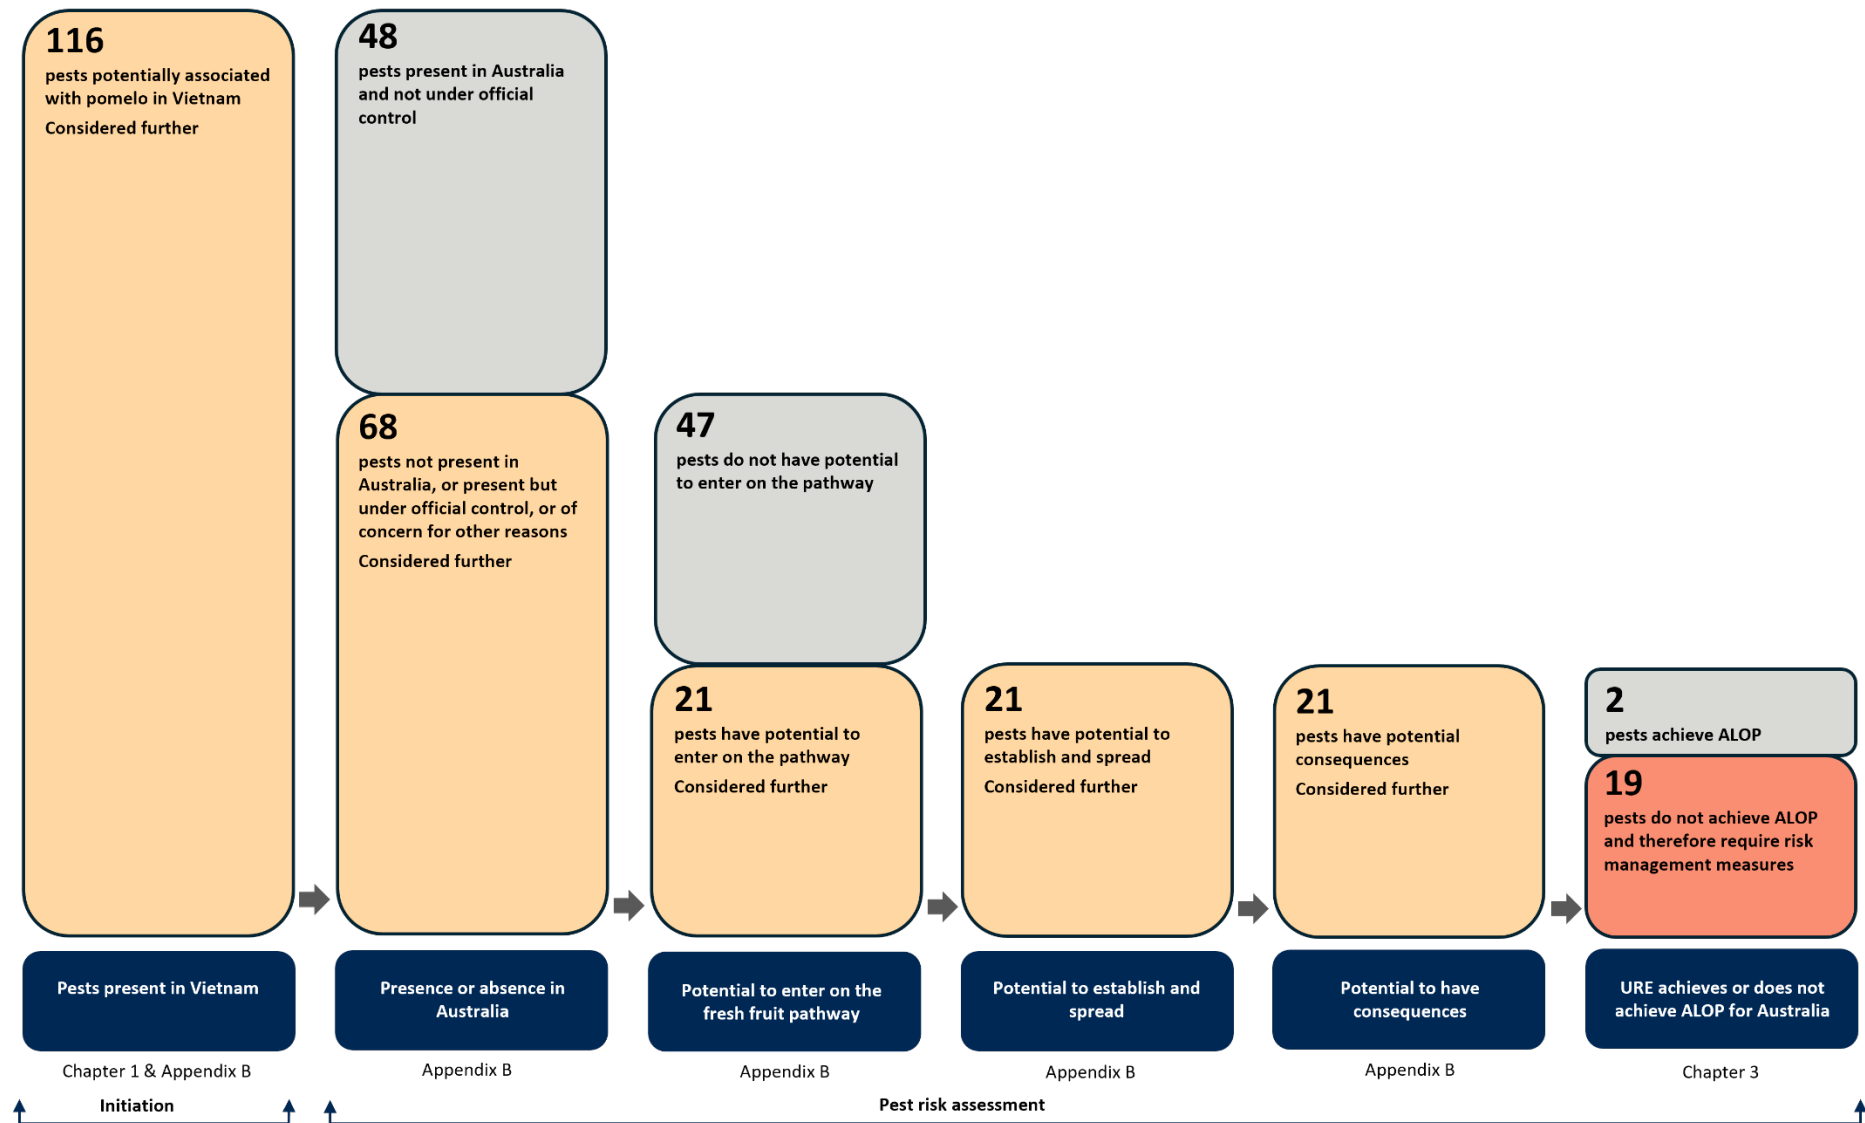 116
pests potentially associated
with pomelo in Vietnam
Considered further
48
pests present in Australia
and not under official
control
68
pests not present in
Australia, or present but
under official control, or of
concern for other reasons
Considered further
47
pests do not have potential
to enter on the pathway
21
pests have potential to
enter on the pathway
Considered further
21
pests have potential to
establish and spread
Considered further
21
pests have potential
consequences
Considered further
2
pests achieve ALOP
19
pests do not achieve ALOP
and therefore require risk
management measures
Pests present in Vietnam
Presence or absence in
Australia
Potential to enter on the
fresh fruit pathway
Potential to establish and
spread
Potential to have
consequences
URE achieves or does not
achieve ALOP for Australia
Chapter 1 & Appendix B
Appendix B
Appendix B
Appendix B
Appendix B
Chapter 3
Initiation
Pest risk assessment